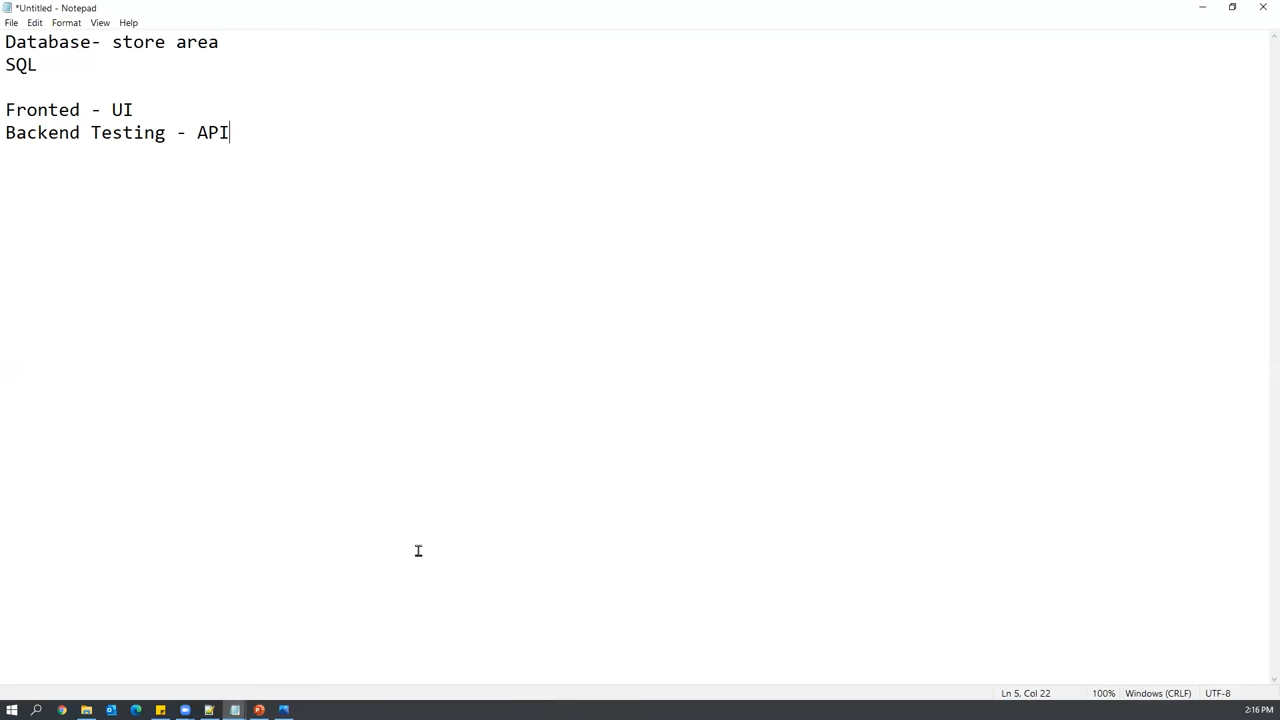 *Untitled - Notepad
File Edit Format View Help
Database- store area
SQL
Fronted - UI
Backend Testing - API
Ln 5, Col 22 100% Windows (CRLF) UTF-8
2:16 PM